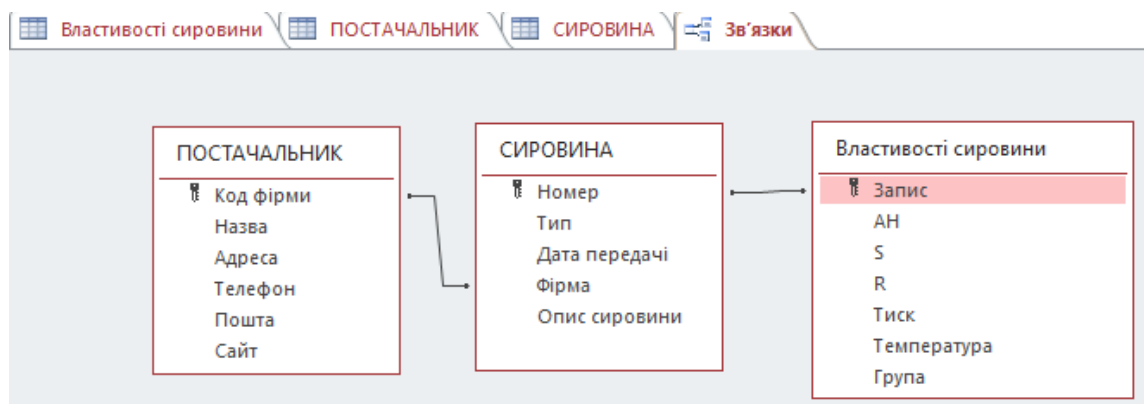 Властивості сировини ПОСТАЧАЛЬНИК СИРОВИНА Зв'язки
ПОСТАЧАЛЬНИК
Код фірми
Назва
Адреса
Телефон
Пошта
Сайт
СИРОВИНА
Номер
Тип
Дата передачі
Фірма
Опис сировини
Властивості сировини
Запис
АН
S
R
Тиск
Температура
Група